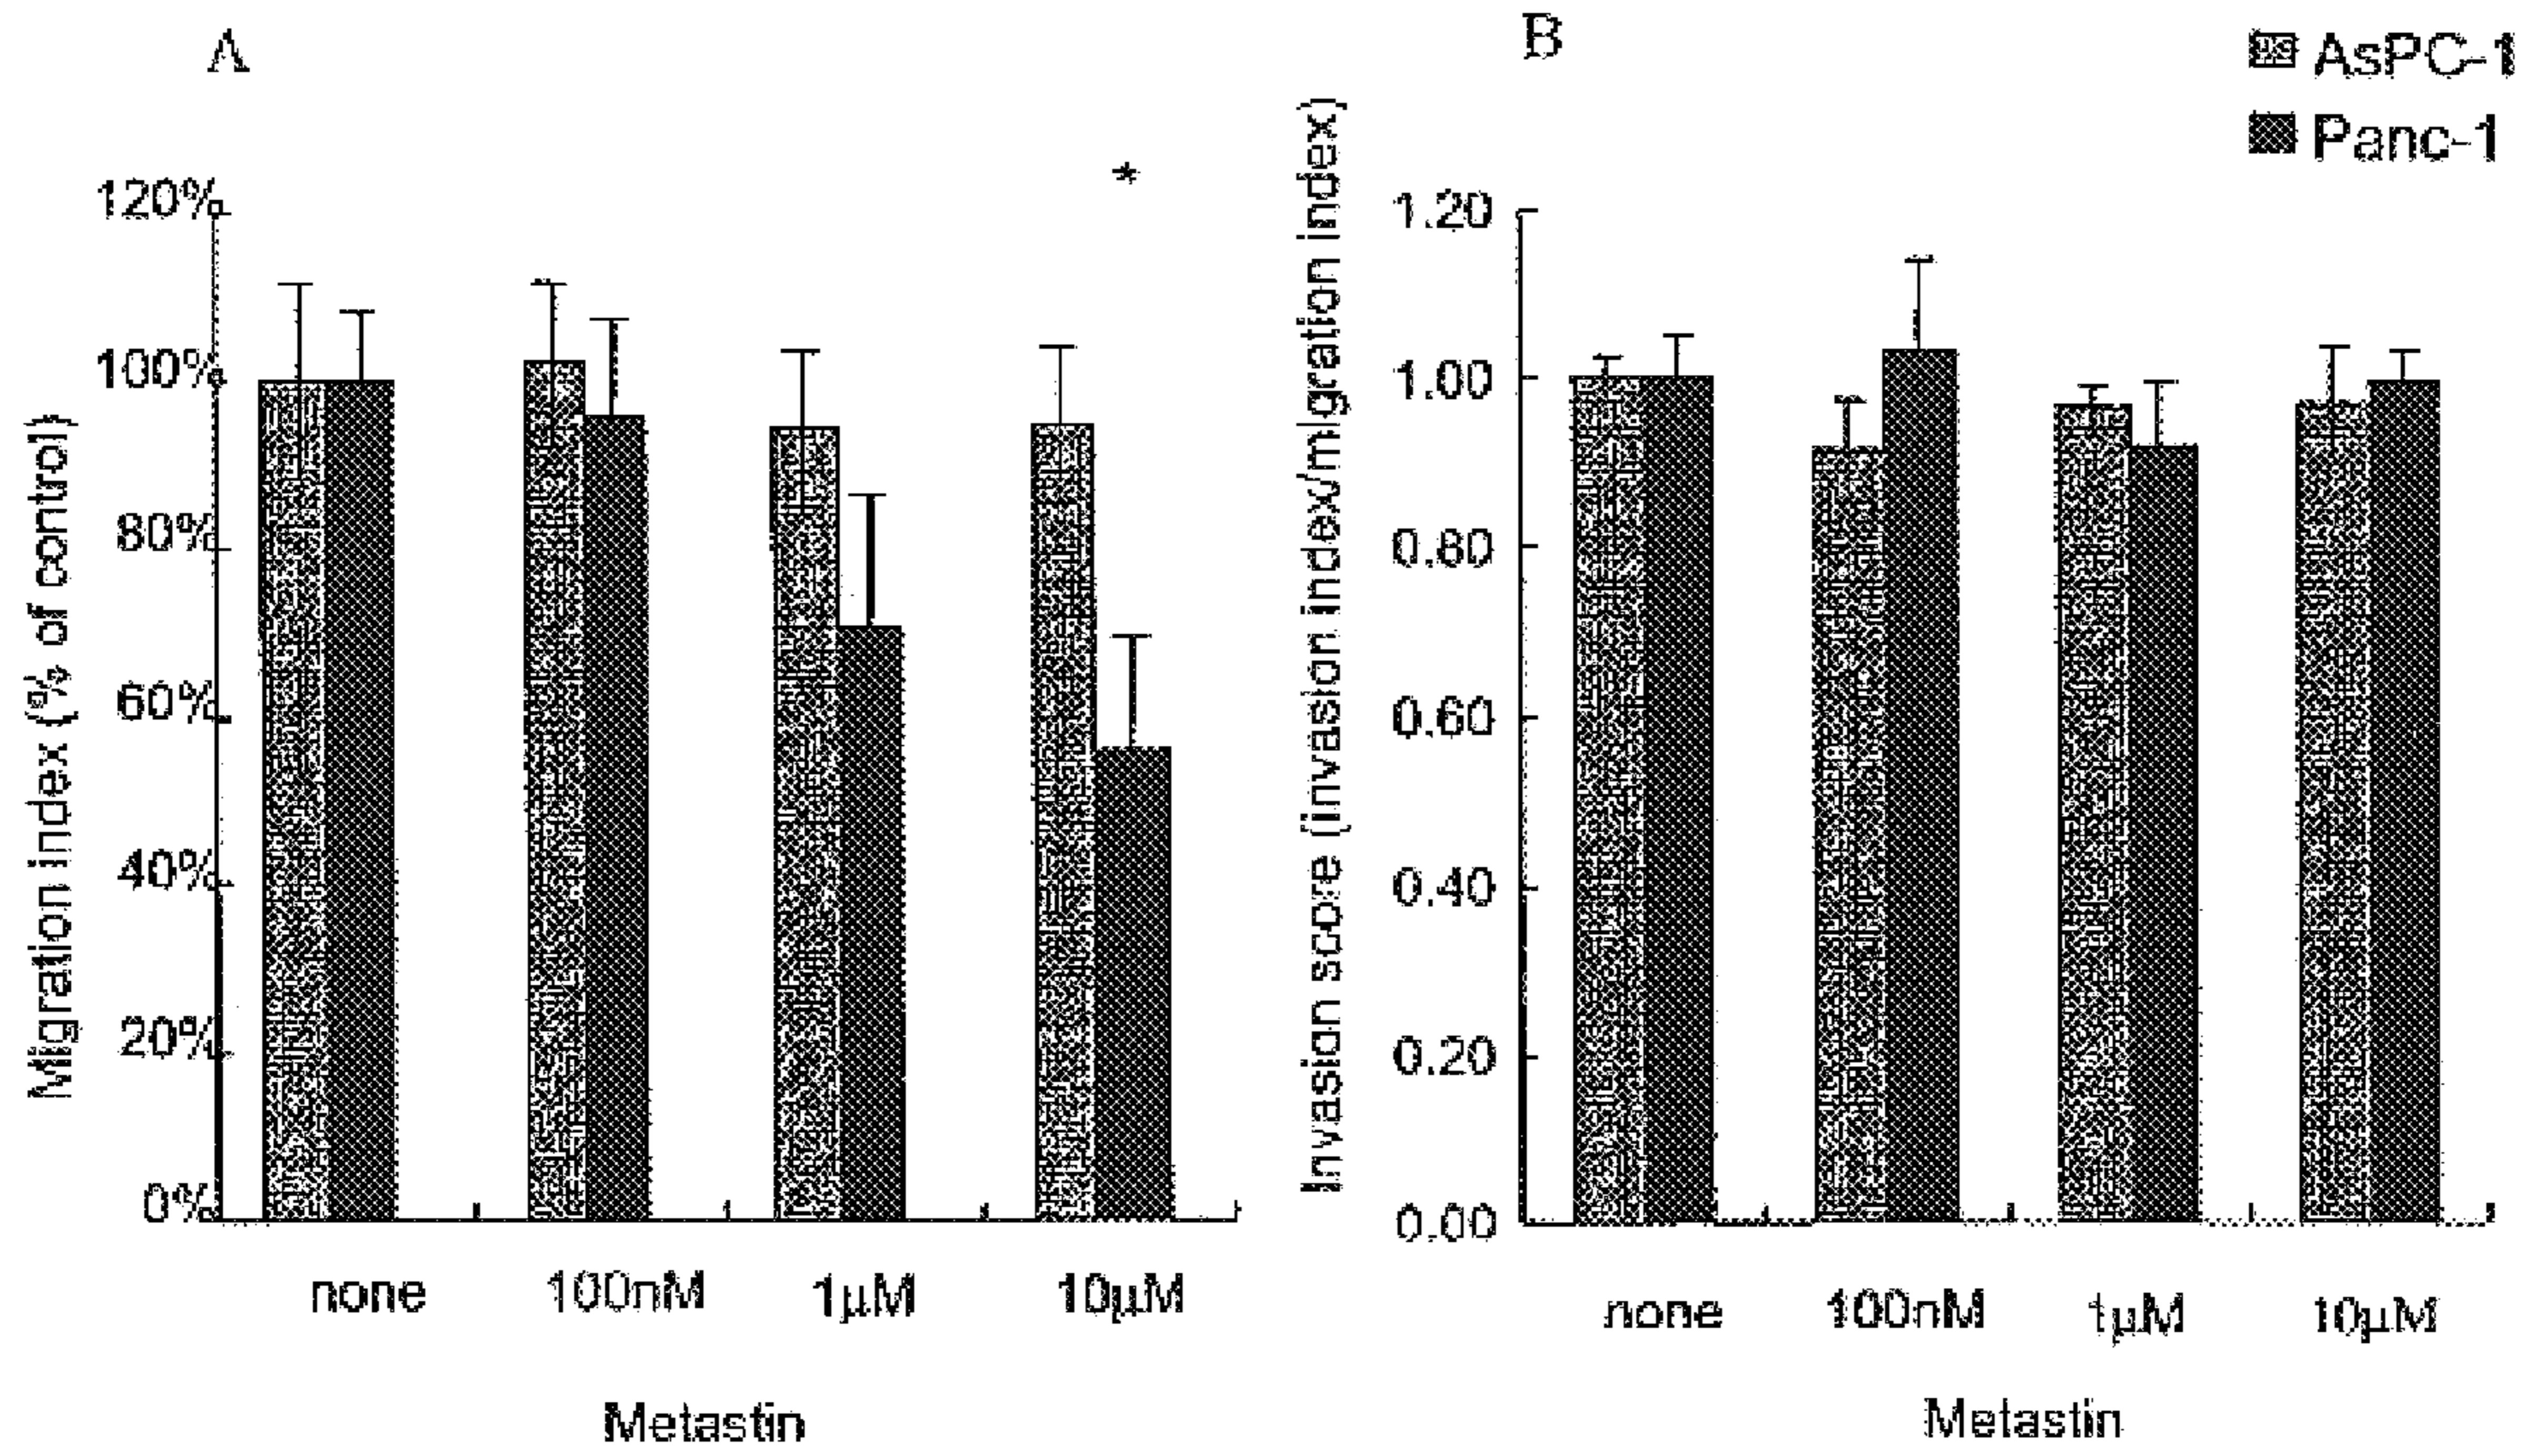 A
Migration index (% of control)
120%
100%
80%
60%
40%
20%
0%
*
none 100nM 1μM 10μM
Metastin
B
AsPC-1
Panc-1
Invasion score (invasion index/migration index)
1.20
1.00
0.80
0.60
0.40
0.20
0.00
none 100nM 1μM 10μM
Metastin